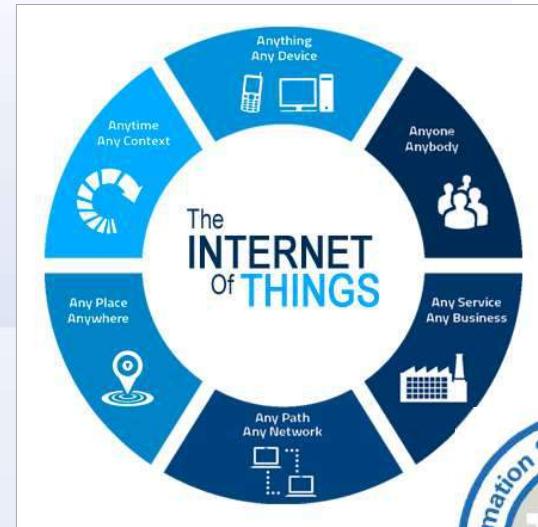 Anything
Any Device
Anyone
Anybody
Any Service
Any Business
Any Path
Any Network
Any Place
Anywhere
Anytime
Any Context
The
INTERNET
Of THINGS